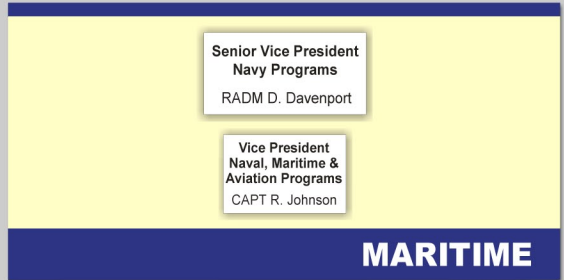 Senior Vice President
Navy Programs
RADM D. Davenport
Vice President
Naval, Maritime &
Aviation Programs
CAPT R. Johnson
MARITIME